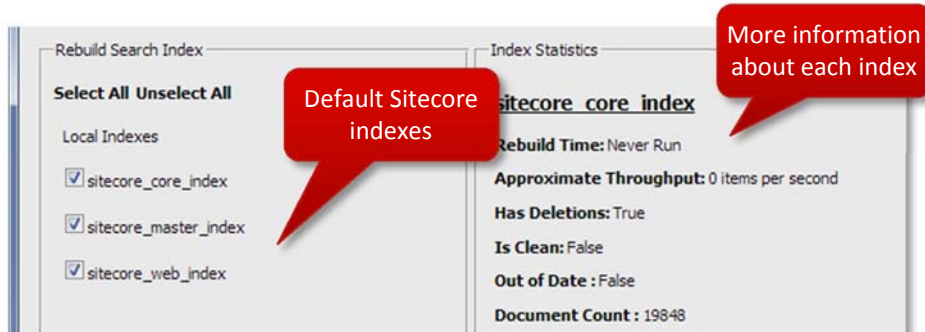 Rebuild Search Index
Select All Unselect All
Local Indexes
sitecore_core_index
sitecore_master_index
sitecore_web_index
Default Sitecore
indexes
Index Statistics
More information
about each index
sitecore_core_index
Rebuild Time: Never Run
Approximate Throughput: 0 items per second
Has Deletions: True
Is Clean: False
Out of Date : False
Document Count : 19848